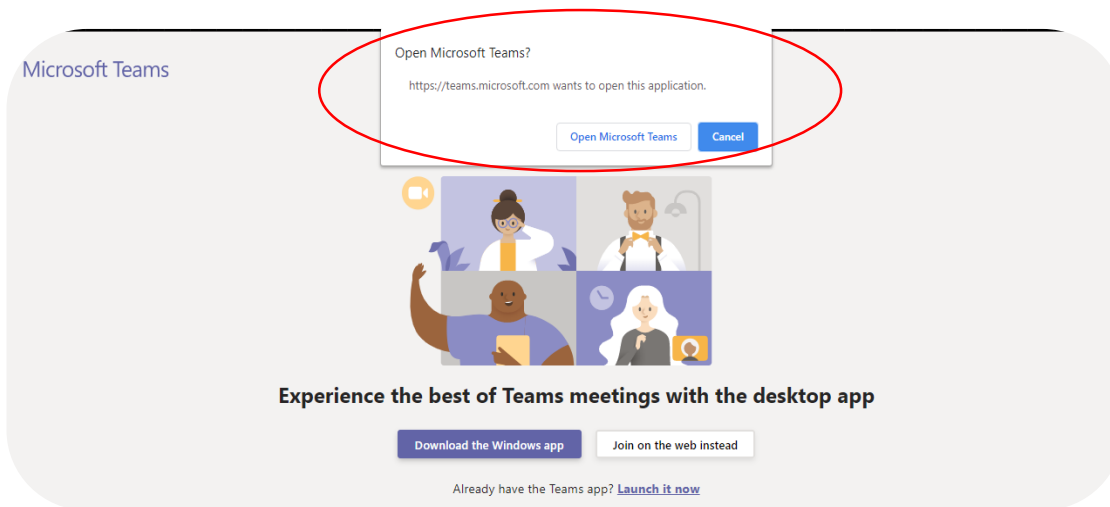 Microsoft Teams
Open Microsoft Teams?
https://teams.microsoft.com wants to open this application.
Open Microsoft Teams Cancel
Experience the best of Teams meetings with the desktop app
Download the Windows app Join on the web instead
Already have the Teams app? Launch it now